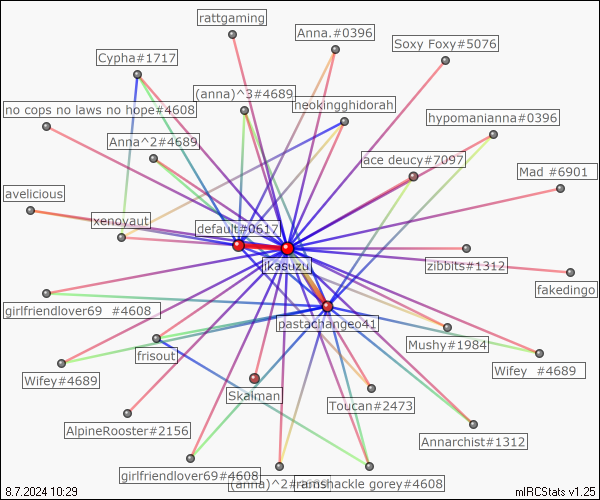 rattgaming
Anna.#0396
Soxy Foxy#5076
Cypha#1717
(anna)^3#4689
neokingghidorah
no cops no laws no hope#4608
hypomanianna#0396
Anna^2#4689
ace deucy#7097
Mad #6901
avelicious
xenoyaut
default#0617
jkasuzu
zibbits#1312
fakedingo
girlfriendlover69 #4608
pastachangeo41
Mushy#1984
frisout
Wifey#4689
Wifey #4689
Skalman
Toucan#2473
AlpineRooster#2156
Annarchist#1312
girlfriendlover69#4608
(anna)^2#4689
ramshackle gorey#4608
8.7.2024 10:29
mIRCStats v1.25